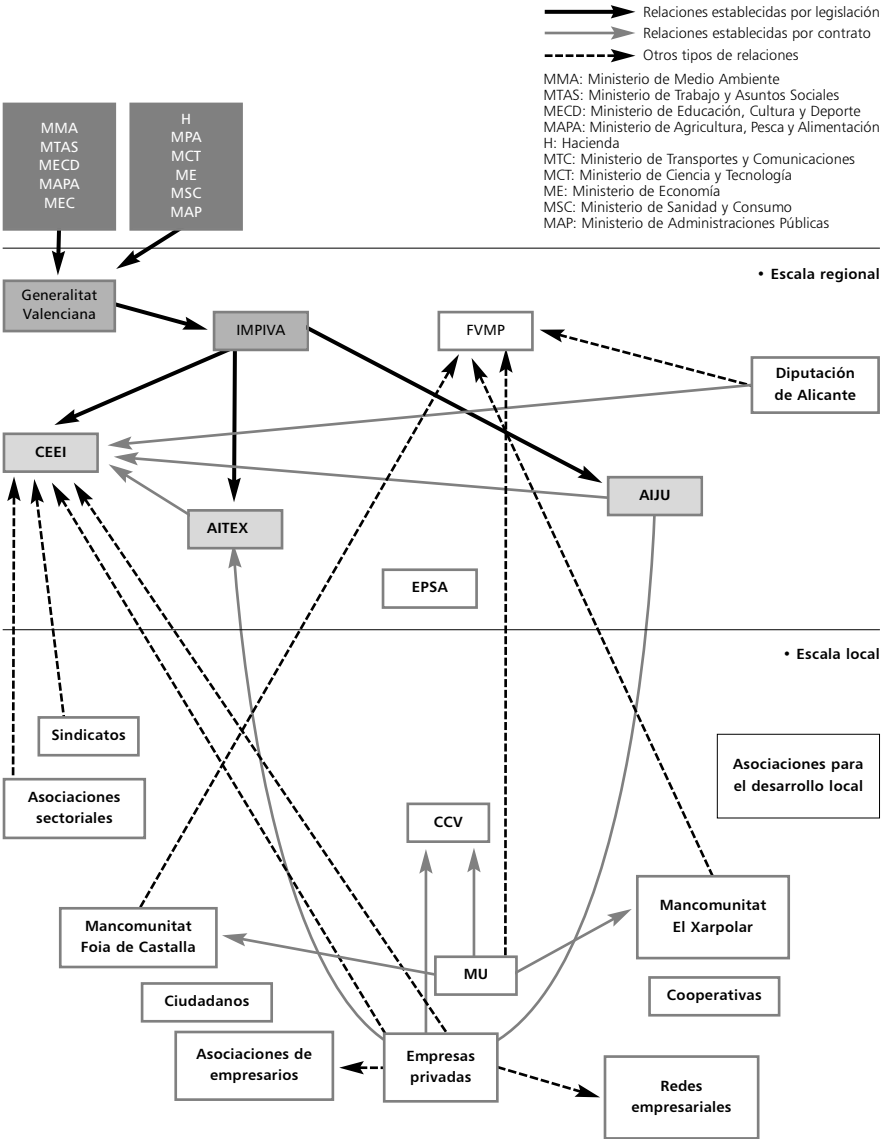 Relaciones establecidas por legislación
Relaciones establecidas por contrato
Otros tipos de relaciones
MMA: Ministerio de Medio Ambiente
MTAS: Ministerio de Trabajo y Asuntos Sociales
MECD: Ministerio de Educación, Cultura y Deporte
MAPA: Ministerio de Agricultura, Pesca y Alimentación
H: Hacienda
MTC: Ministerio de Transportes y Comunicaciones
MCT: Ministerio de Ciencia y Tecnología
ME: Ministerio de Economía
MSC: Ministerio de Sanidad y Consumo
MAP: Ministerio de Administraciones Públicas
MMA
MTAS
MECD
MAPA
MEC
H
MPA
MCT
ME
MSC
MAP
• Escala regional
Generalitat
Valenciana
IMPIVA
FVMP
Diputación
de Alicante
CEEI
AITEX
AIJU
EPSA
• Escala local
Sindicatos
Asociaciones
sectoriales
Asociaciones para
el desarrollo local
CCV
Mancomunitat
Foia de Castalla
Mancomunitat
El Xarpolar
MU
Ciudadanos
Cooperativas
Asociaciones de
empresarios
Empresas
privadas
Redes
empresariales